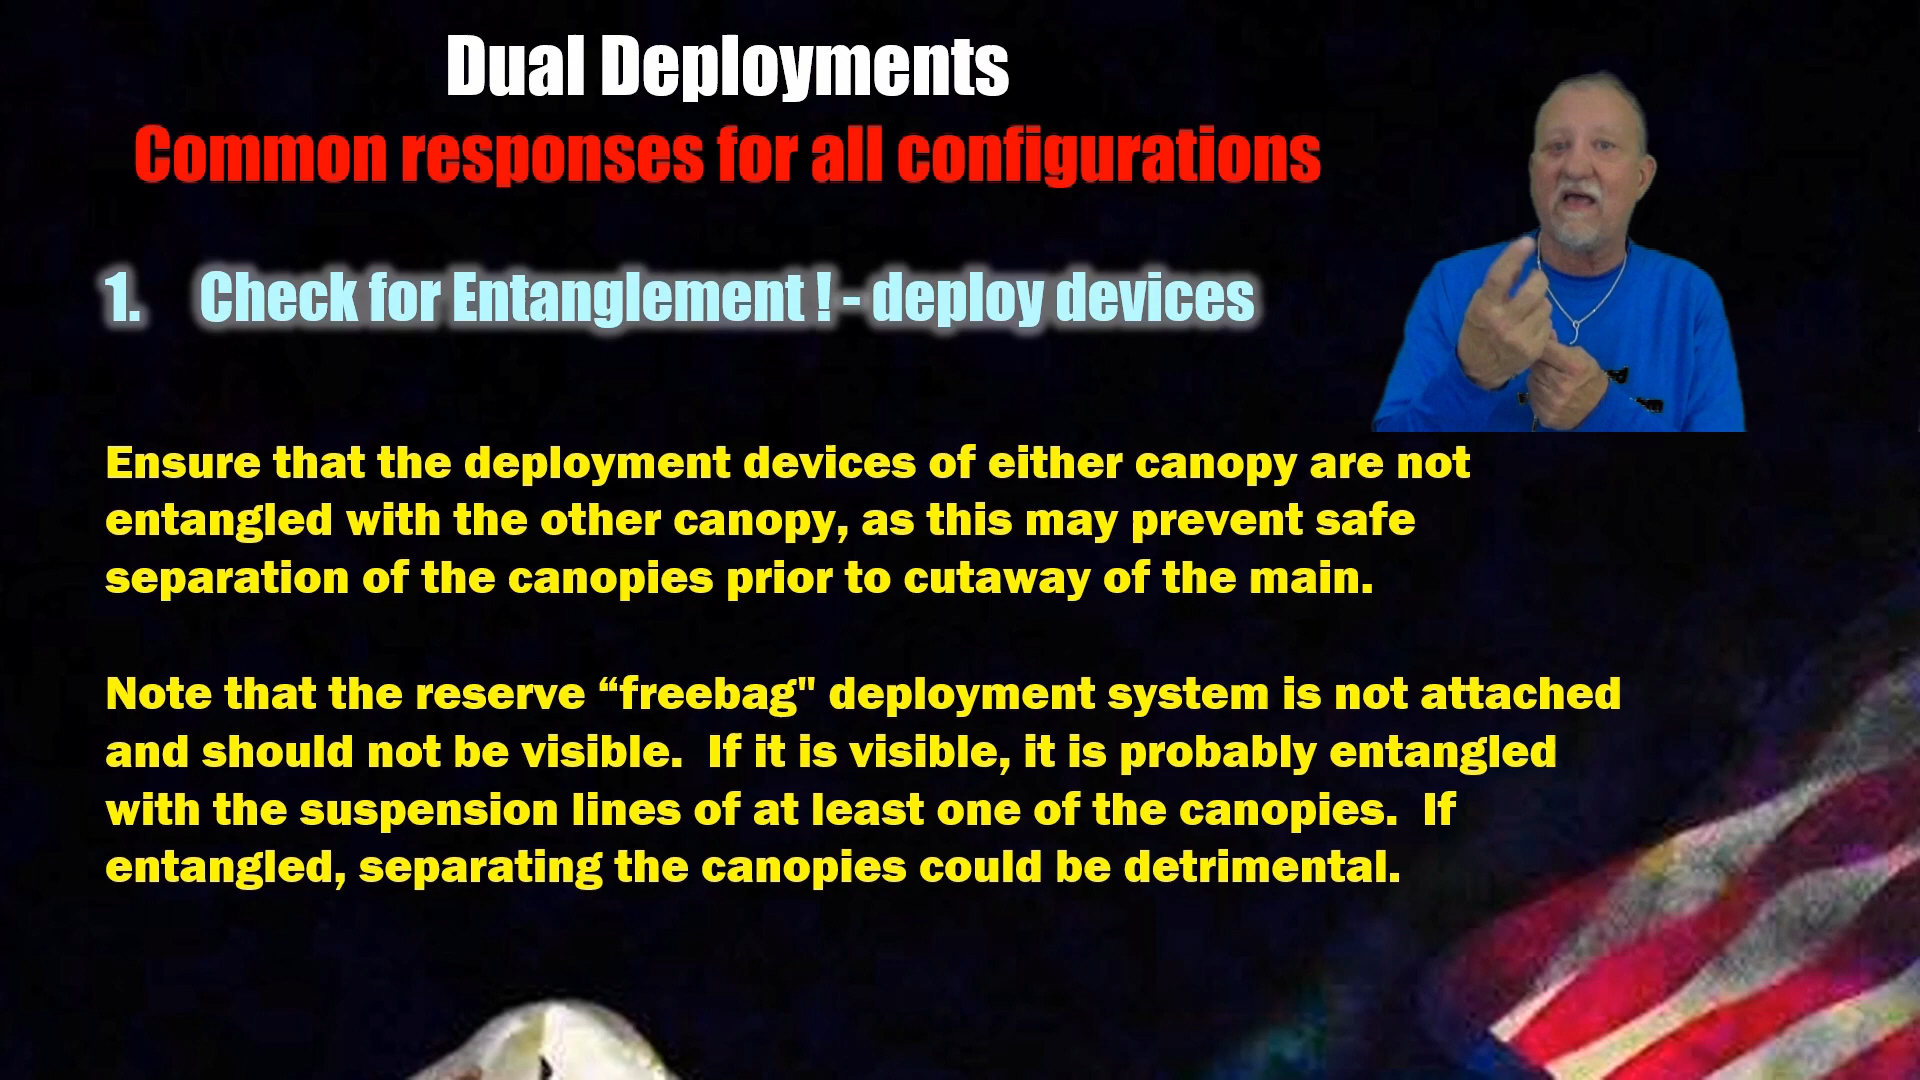 Dual Deployments
Common responses for all configurations
1. Check for Entanglement ! - deploy devices
Ensure that the deployment devices of either canopy are not
entangled with the other canopy, as this may prevent safe
separation of the canopies prior to cutaway of the main.
Note that the reserve “freebag" deployment system is not attached
and should not be visible.  If it is visible, it is probably entangled
with the suspension lines of at least one of the canopies.  If
entangled, separating the canopies could be detrimental.